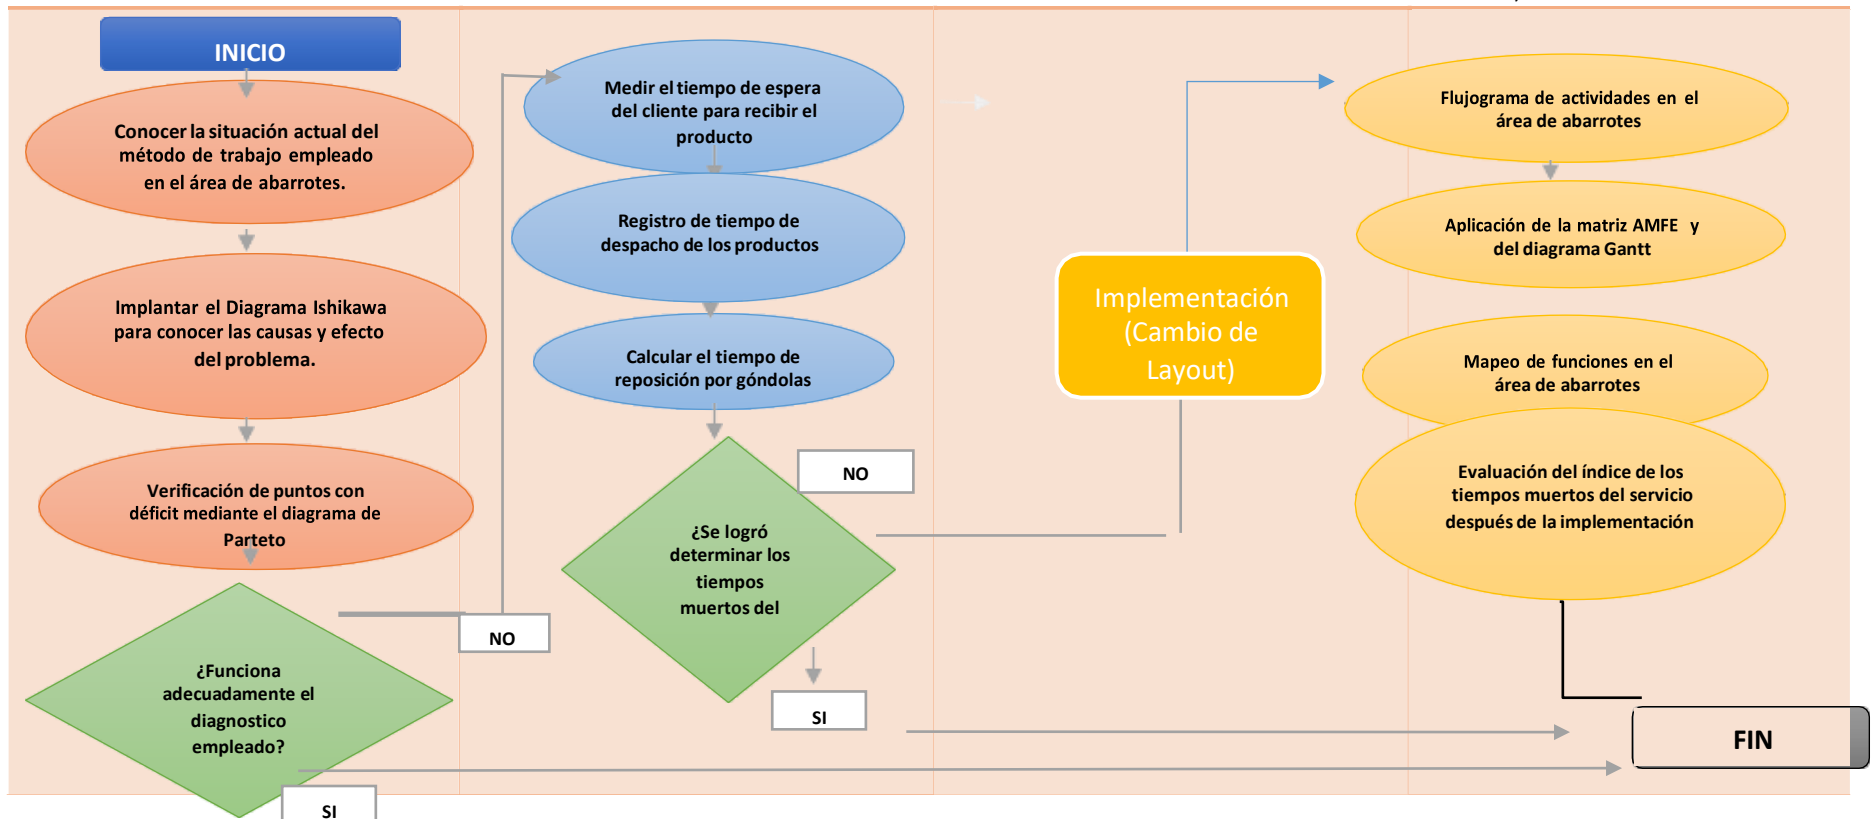 INICIO
Conocer la situación actual del
método de trabajo empleado
en el área de abarrotes.
Implantar el Diagrama Ishikawa
para conocer las causas y efecto
del problema.
Verificación de puntos con
déficit mediante el diagrama de
Parteto
¿Funciona
adecuadamente el
diagnostico
empleado?
NO
SI
Medir el tiempo de espera
del cliente para recibir el
producto
Registro de tiempo de
despacho de los productos
Calcular el tiempo de
reposición por góndolas
¿Se logró
determinar los
tiempos
muertos del
NO
SI
Implementación
(Cambio de
Layout)
Flujograma de actividades en el
área de abarrotes
Aplicación de la matriz AMFE y
del diagrama Gantt
Mapeo de funciones en el
área de abarrotes
Evaluación del índice de los
tiempos muertos del servicio
después de la implementación
FIN